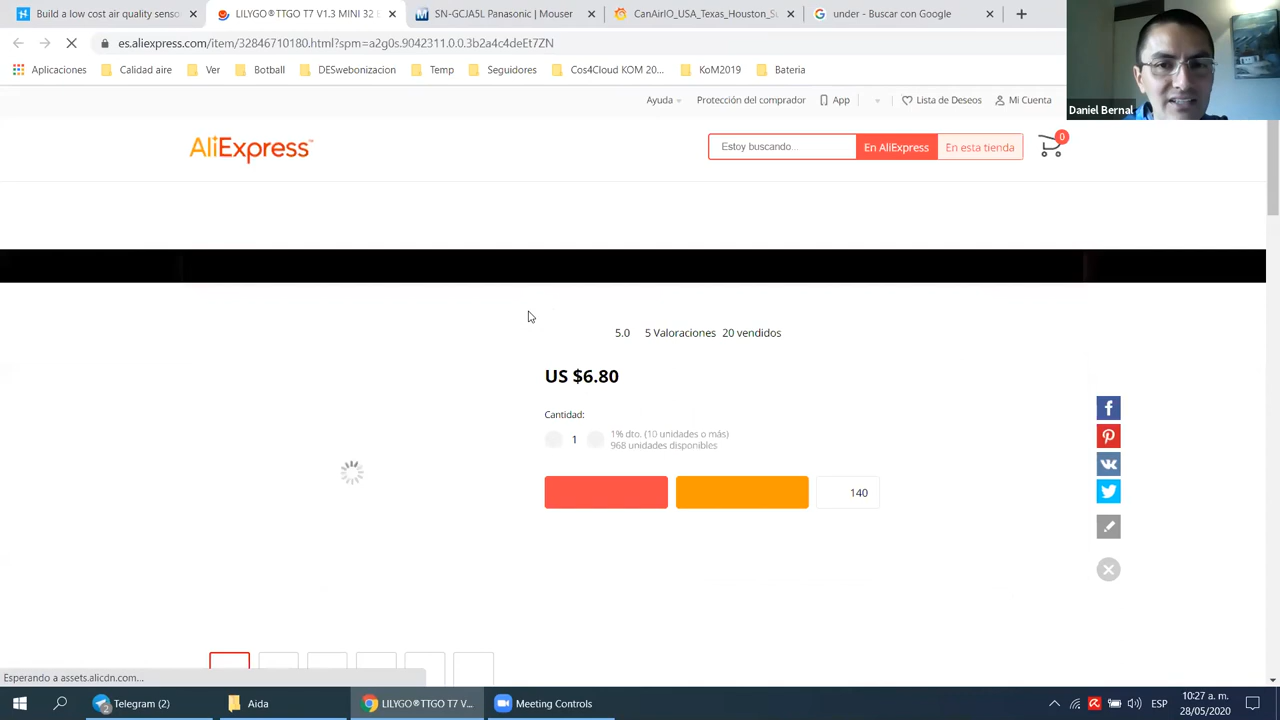 Build a low cost air quality sensor
LILYGO®TTGO T7 V1.3 MINI 32
SN-GCJA5L Panasonic | Mouser
CanAirIO_USA_Texas_Houston_Su
under - Buscar con Google
es.aliexpress.com/item/32846710180.html?spm=a2g0s.9042311.0.0.3b2a4c4deEt7ZN
Aplicaciones
Calidad aire
Ver
Botball
DESwebonizacion
Temp
Seguidores
Cos4Cloud KOM 20...
KoM2019
Bateria
Daniel Bernal
Ayuda
Protección del comprador
App
Lista de Deseos
Mi Cuenta
AliExpress™
Estoy buscando...
En AliExpress
En esta tienda
0
5.0 5 Valoraciones 20 vendidos
US $6.80
Cantidad:
1
1% dto. (10 unidades o más)
968 unidades disponibles
140
Esperando a assets.alicdn.com...
Telegram (2)
Aida
LILYGO®TTGO T7 V...
Meeting Controls
ESP
10:27 a. m.
28/05/2020